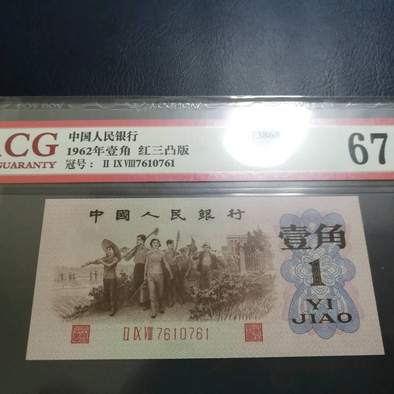 ACG
GUARANTY
中国人民银行
1962年壹角 红三凸版
冠号： II IX VIII7610761
67
中國人民銀行
壹角
1
YI
JIAO
II IX VIII 7610761